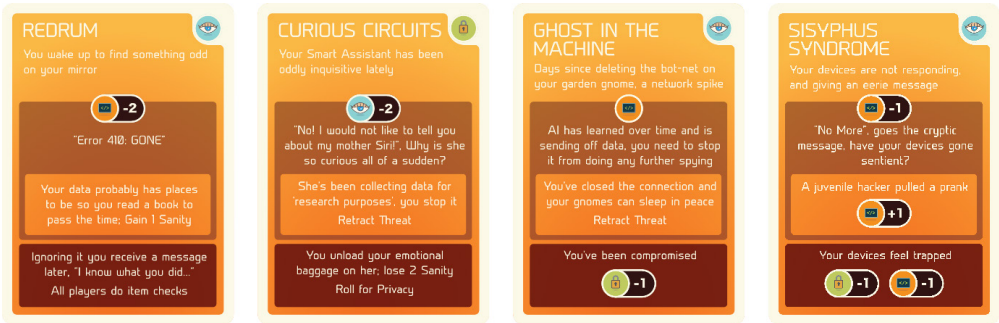 REDRUM
You wake up to find something odd
on your mirror
</> -2
"Error 410: GONE"
Your data probably has places
to be so you read a book to
pass the time; Gain 1 Sanity
Ignoring it you receive a message
later, "I know what you did..."
All players do item checks
CURIOUS CIRCUITS
Your Smart Assistant has been
oddly inquisitive lately
-2
"No! I would not like to tell you
about my mother Siri!", Why is she
so curious all of a sudden?
She's been collecting data for
'research purposes', you stop it
Retract Threat
You unload your emotional
baggage on her; lose 2 Sanity
Roll for Privacy
GHOST IN THE
MACHINE
Days since deleting the bot-net on
your garden gnome, a network spike
</>
AI has learned over time and is
sending off data, you need to stop
it from doing any further spying
You've closed the connection and
your gnomes can sleep in peace
Retract Threat
You've been compromised
-1
SISYPHUS
SYNDROME
Your devices are not responding,
and giving an eerie message
</> -1
"No More", goes the cryptic
message, have your devices gone
sentient?
A juvenile hacker pulled a prank
</> +1
Your devices feel trapped
-1 </> -1